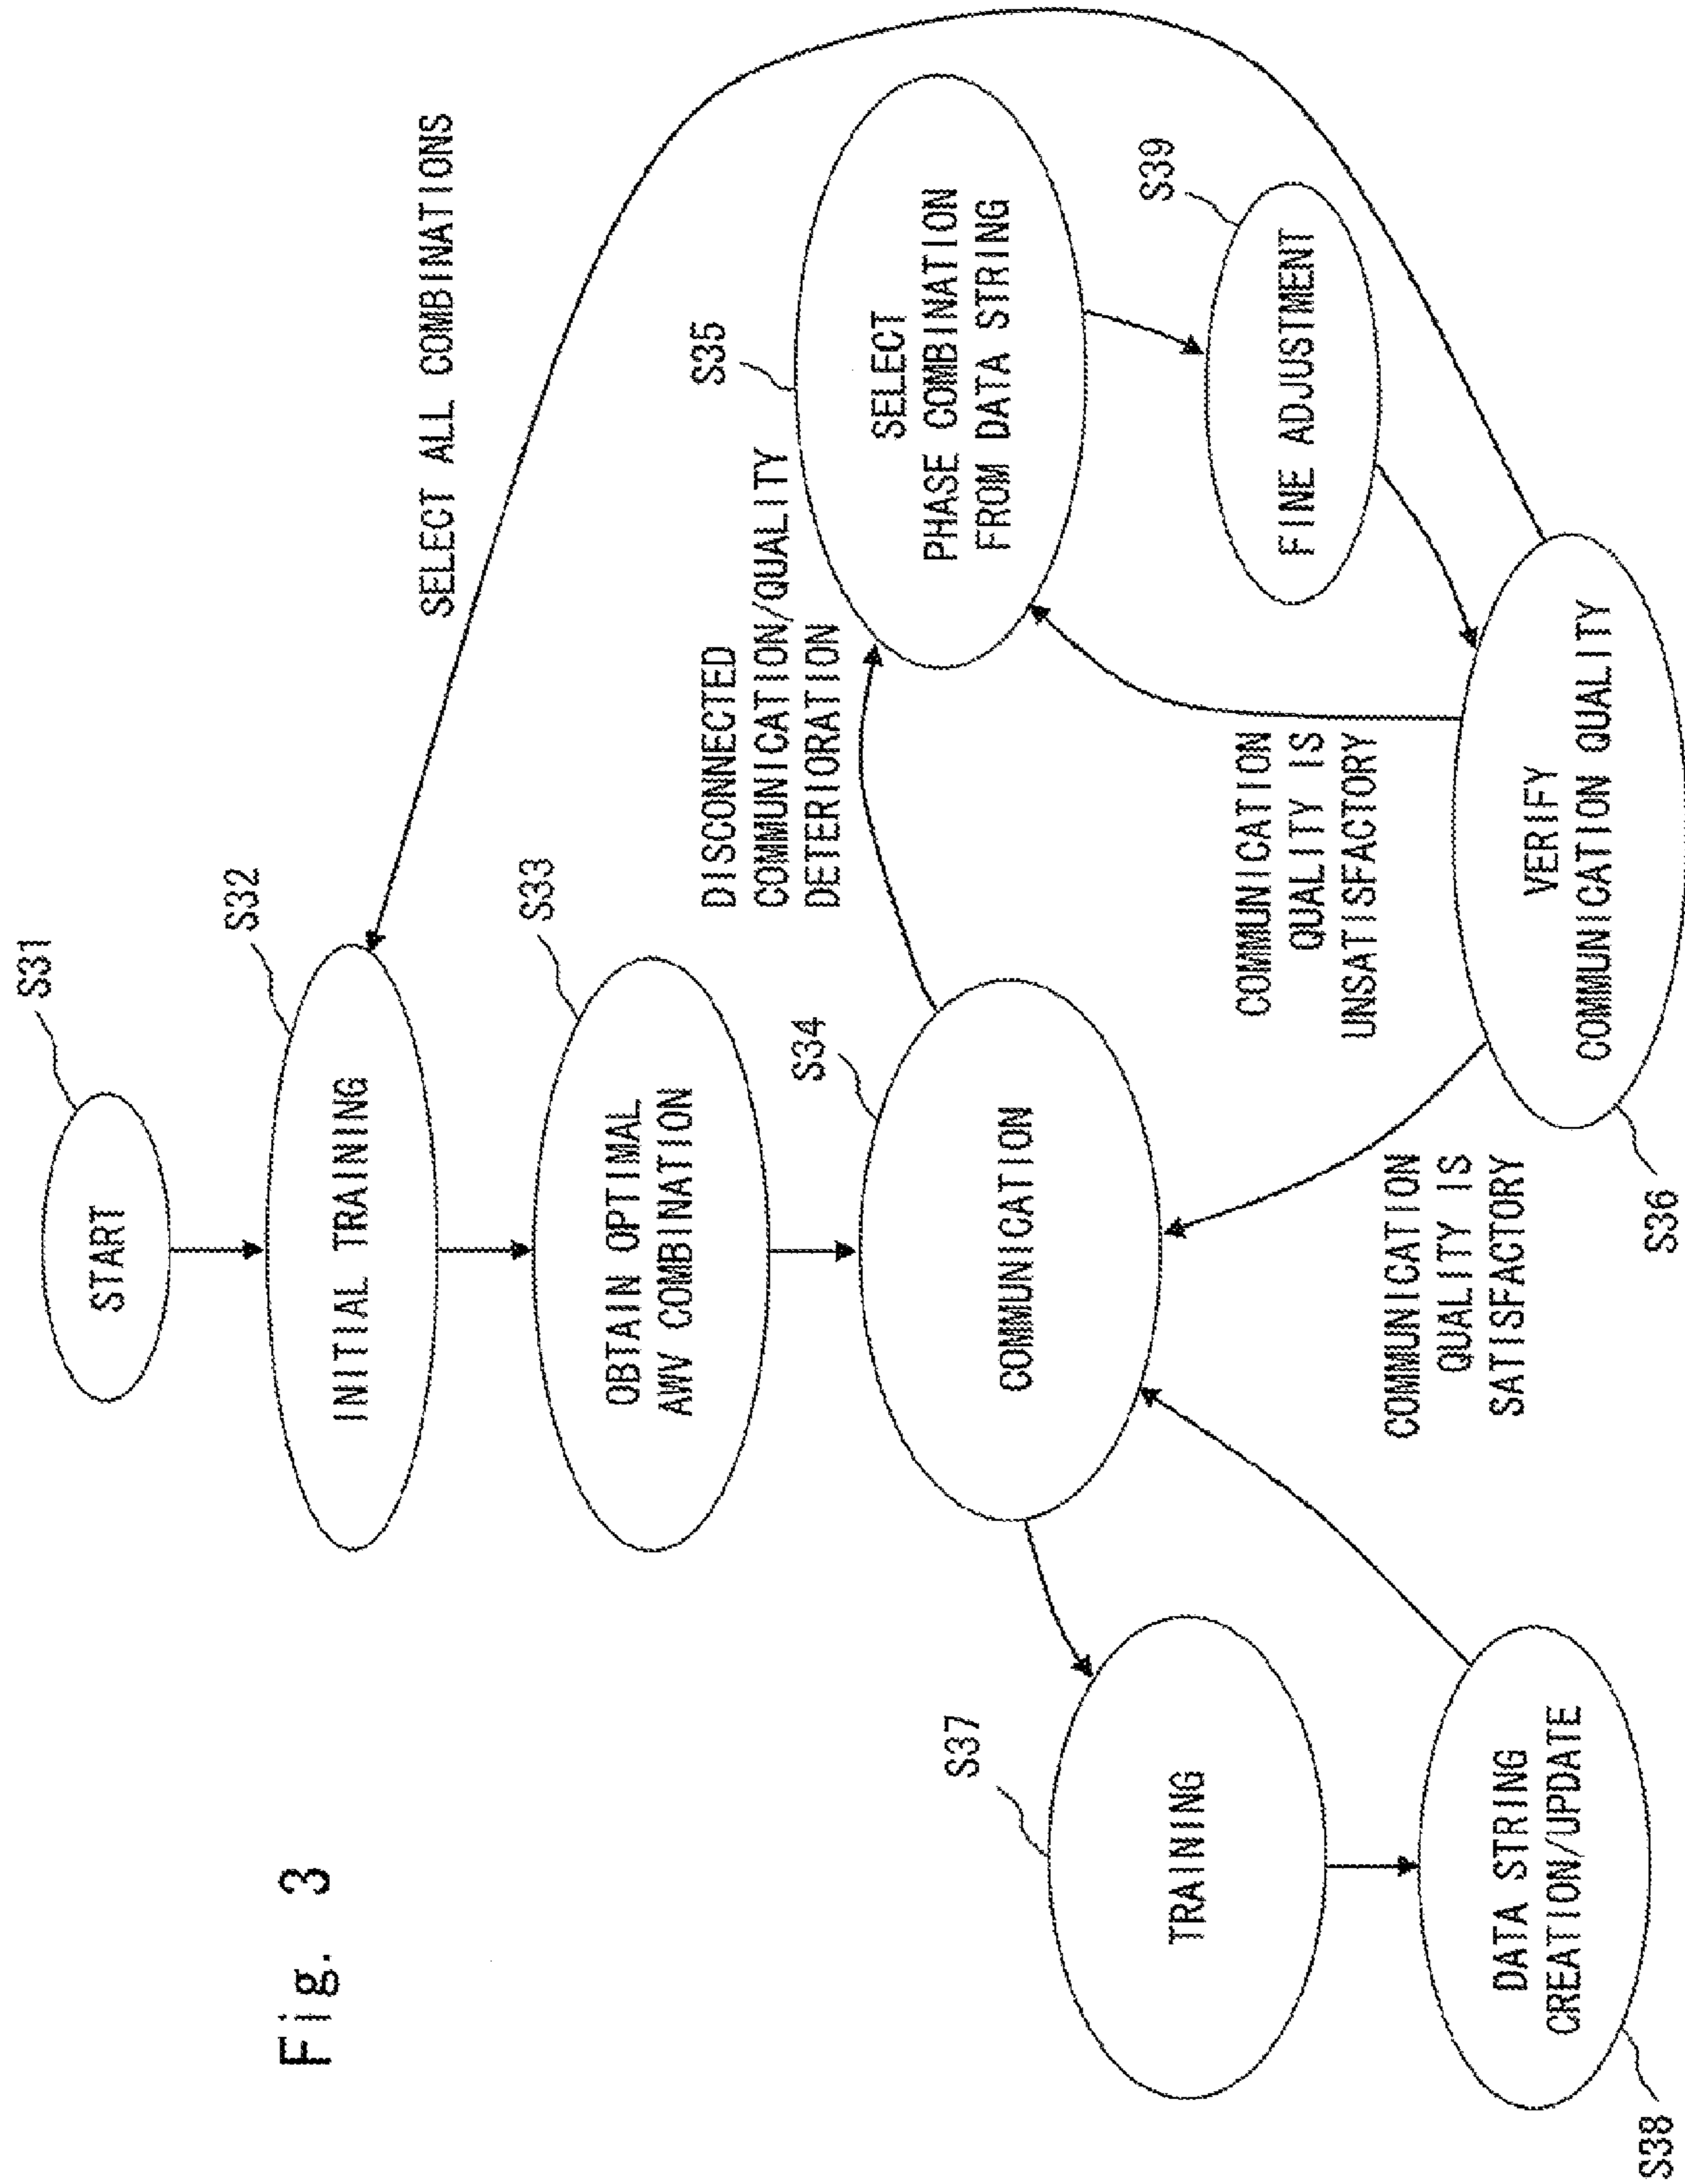 Fig. 3
S31
START
S32
INITIAL TRAINING
SELECT ALL COMBINATIONS
S33
OBTAIN OPTIMAL
AWV COMBINATION
S34
COMMUNICATION
DISCONNECTED
COMMUNICATION/QUALITY
DETERIORATION
S35
SELECT
PHASE COMBINATION
FROM DATA STRING
S39
FINE ADJUSTMENT
COMMUNICATION
QUALITY IS
UNSATISFACTORY
VERIFY
COMMUNICATION QUALITY
S36
COMMUNICATION
QUALITY IS
SATISFACTORY
S37
TRAINING
DATA STRING
CREATION/UPDATE
S38